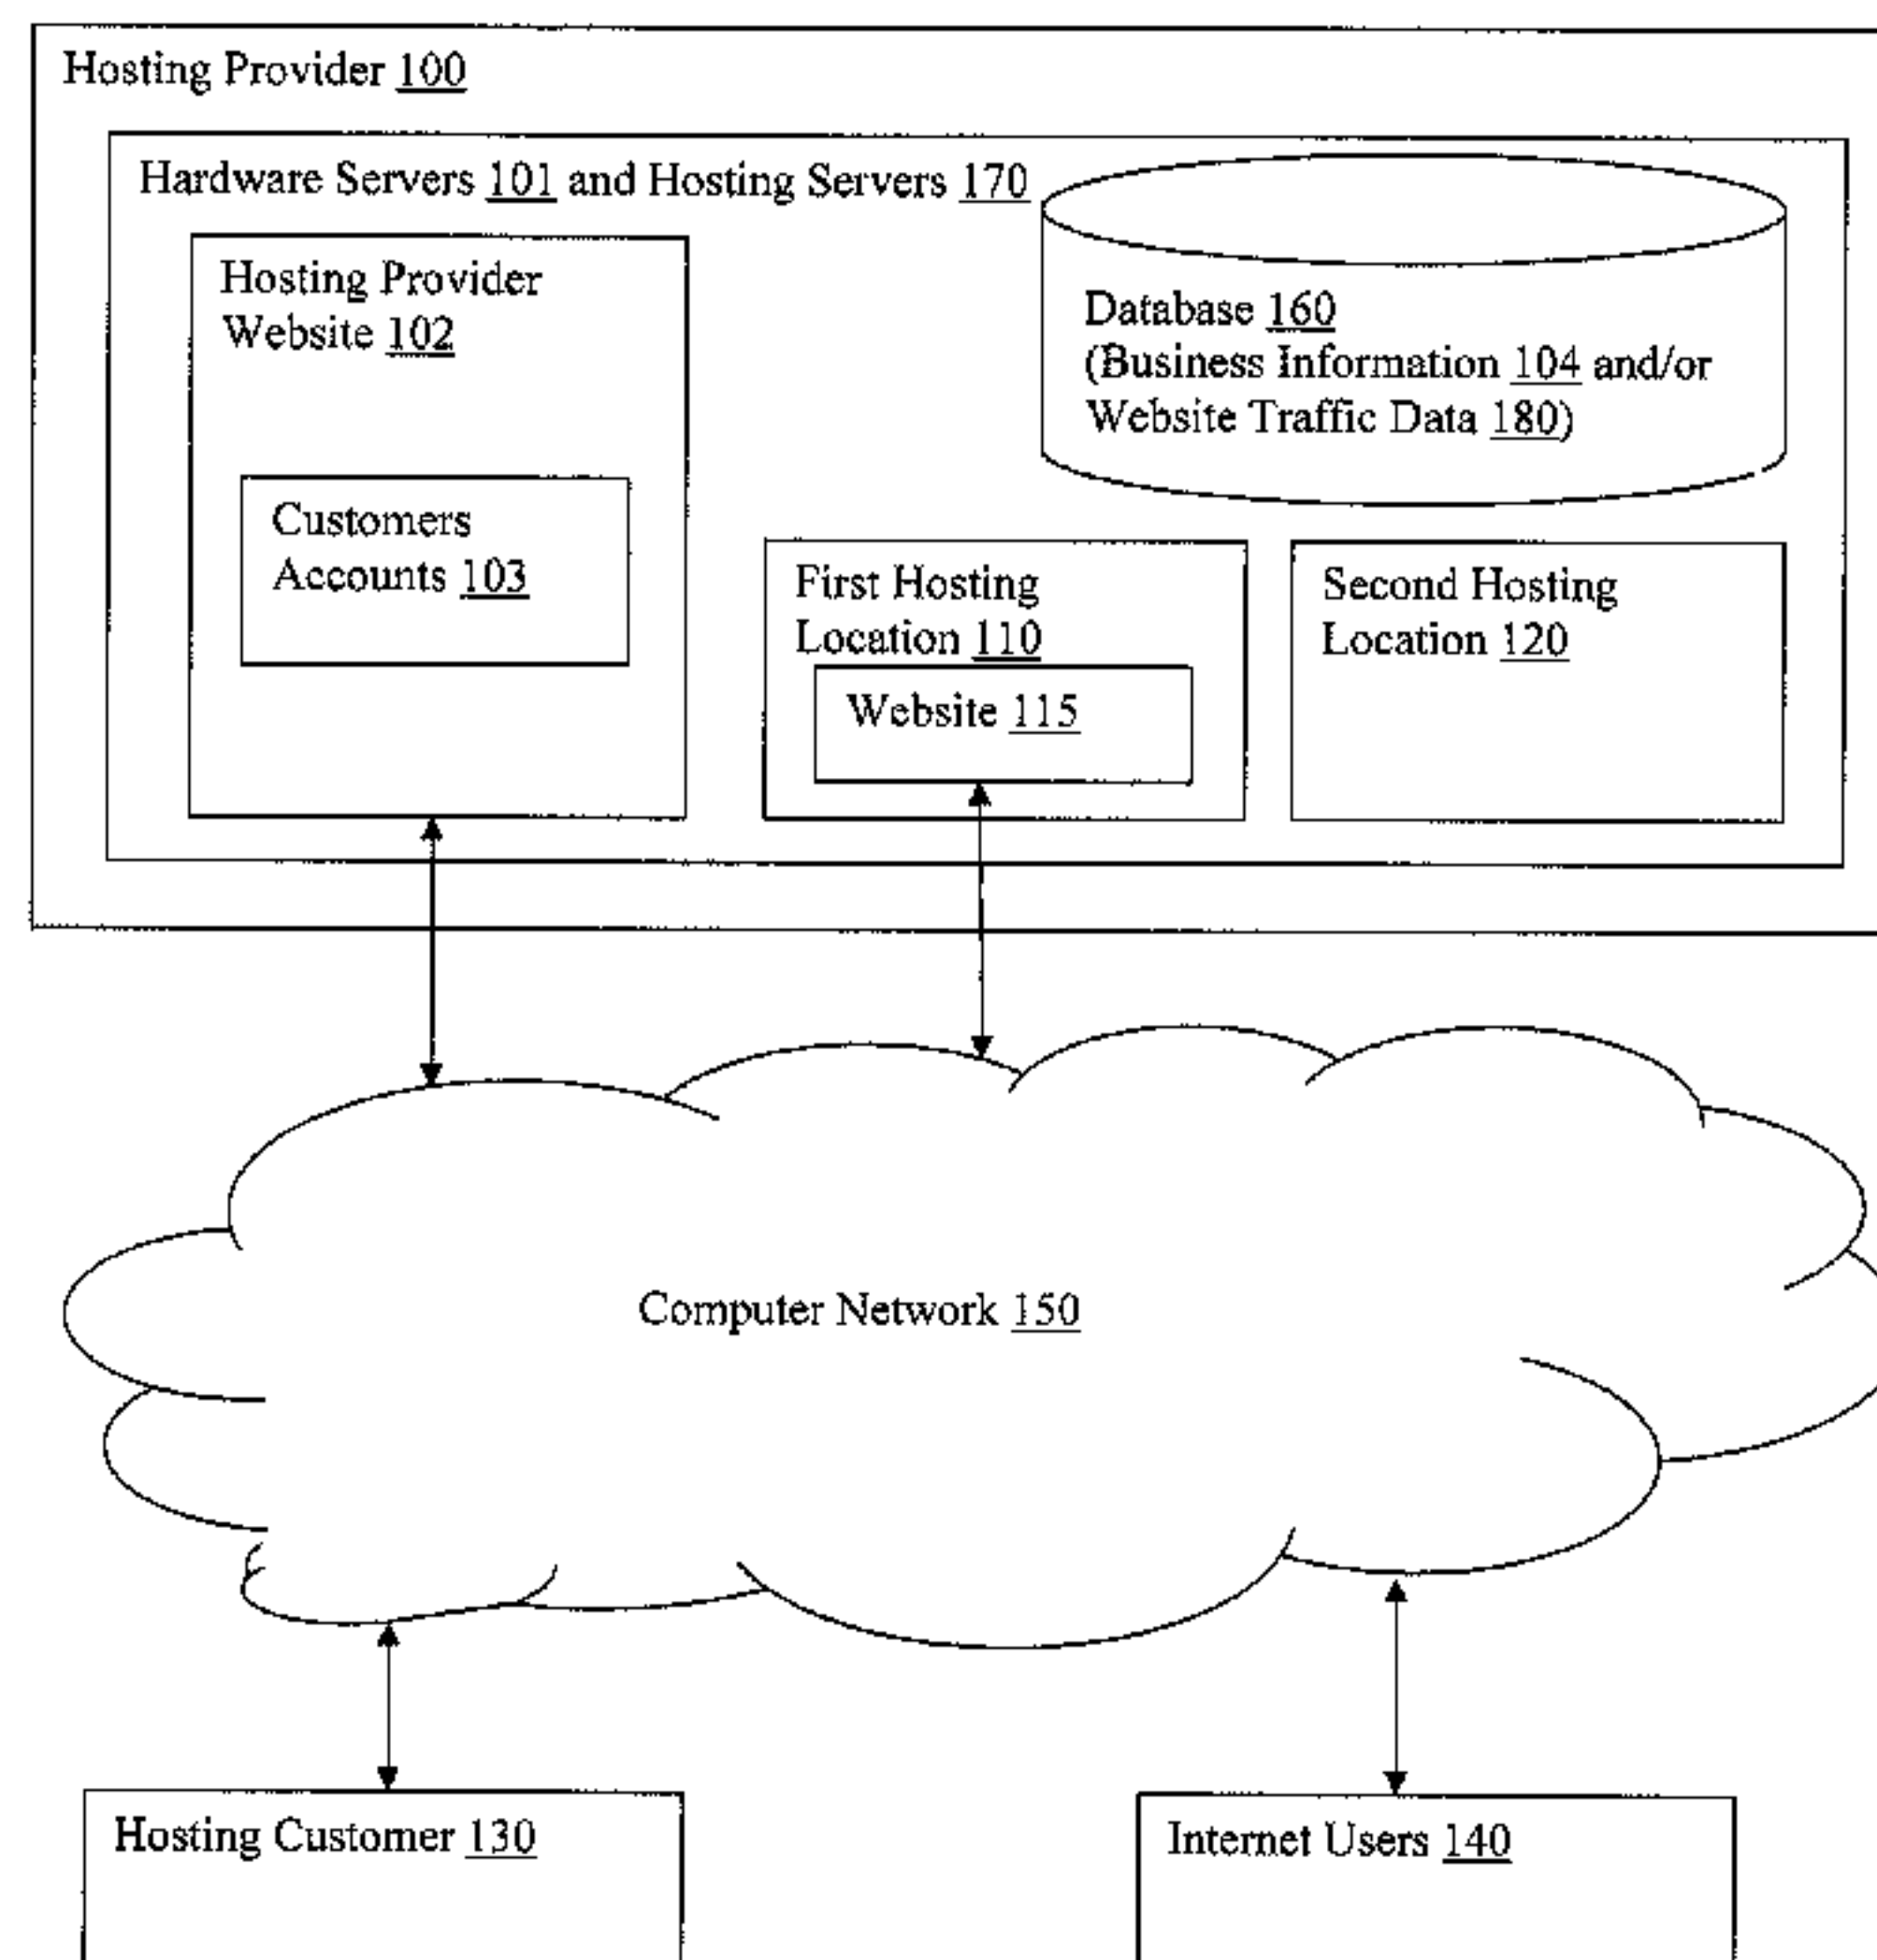 Hosting Provider 100
Hardware Servers 101 and Hosting Servers 170
Hosting Provider
Website 102
Customers
Accounts 103
Database 160
(Business Information 104 and/or
Website Traffic Data 180)
First Hosting
Location 110
Website 115
Second Hosting
Location 120
Computer Network 150
Hosting Customer 130
Internet Users 140